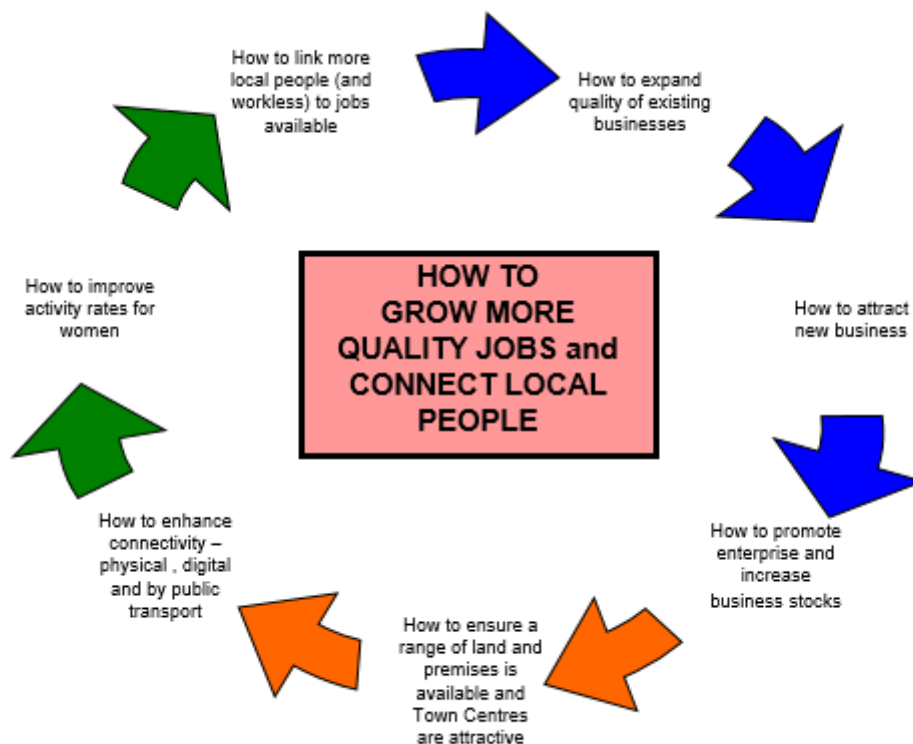 How to link more
local people (and
workless) to jobs
available
How to expand
quality of existing
businesses
How to attract
new business
How to promote
enterprise and
increase
business stocks
How to ensure a
range of land and
premises is
available and
Town Centres
are attractive
How to enhance
connectivity –
physical , digital
and by public
transport
How to improve
activity rates for
women
HOW TO
GROW MORE
QUALITY JOBS and
CONNECT LOCAL
PEOPLE